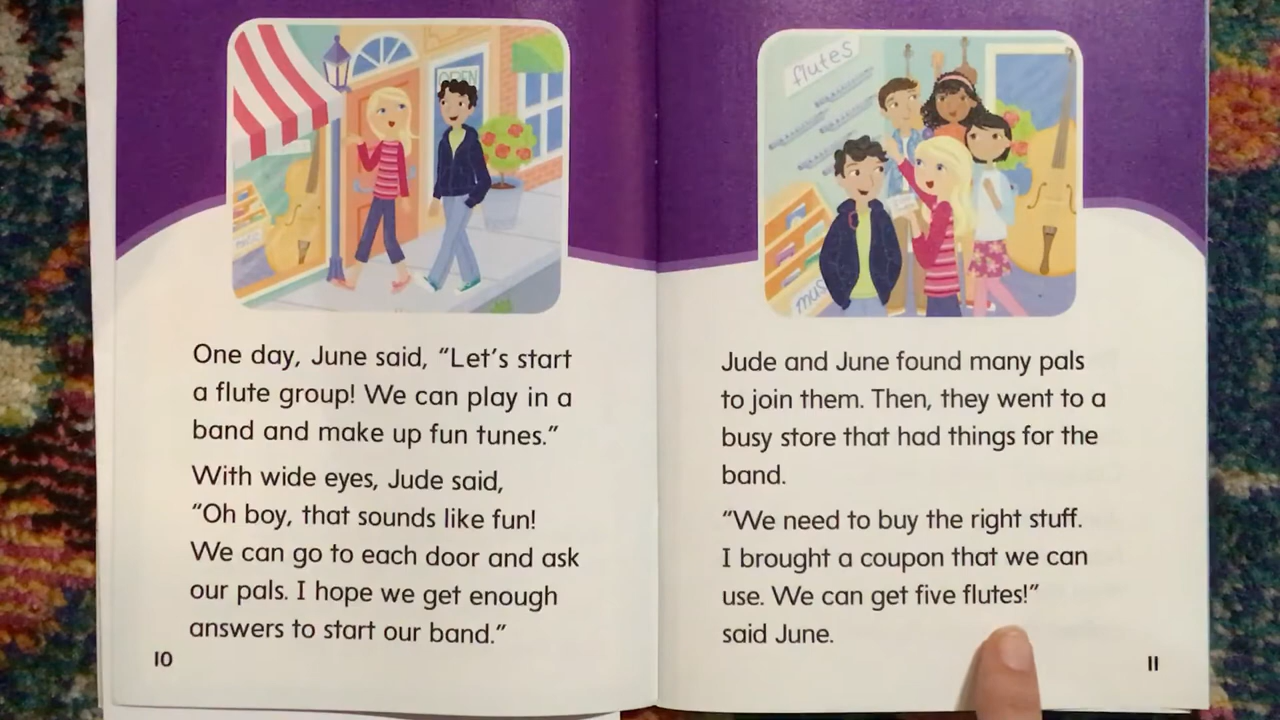 OPEN
One day, June said, “Let’s start
a flute group! We can play in a
band and make up fun tunes.”
With wide eyes, Jude said,
“Oh boy, that sounds like fun!
We can go to each door and ask
our pals. I hope we get enough
answers to start our band.”
10
flutes
mus
Jude and June found many pals
to join them. Then, they went to a
busy store that had things for the
band.
“We need to buy the right stuff.
I brought a coupon that we can
use. We can get five flutes!”
said June.
11